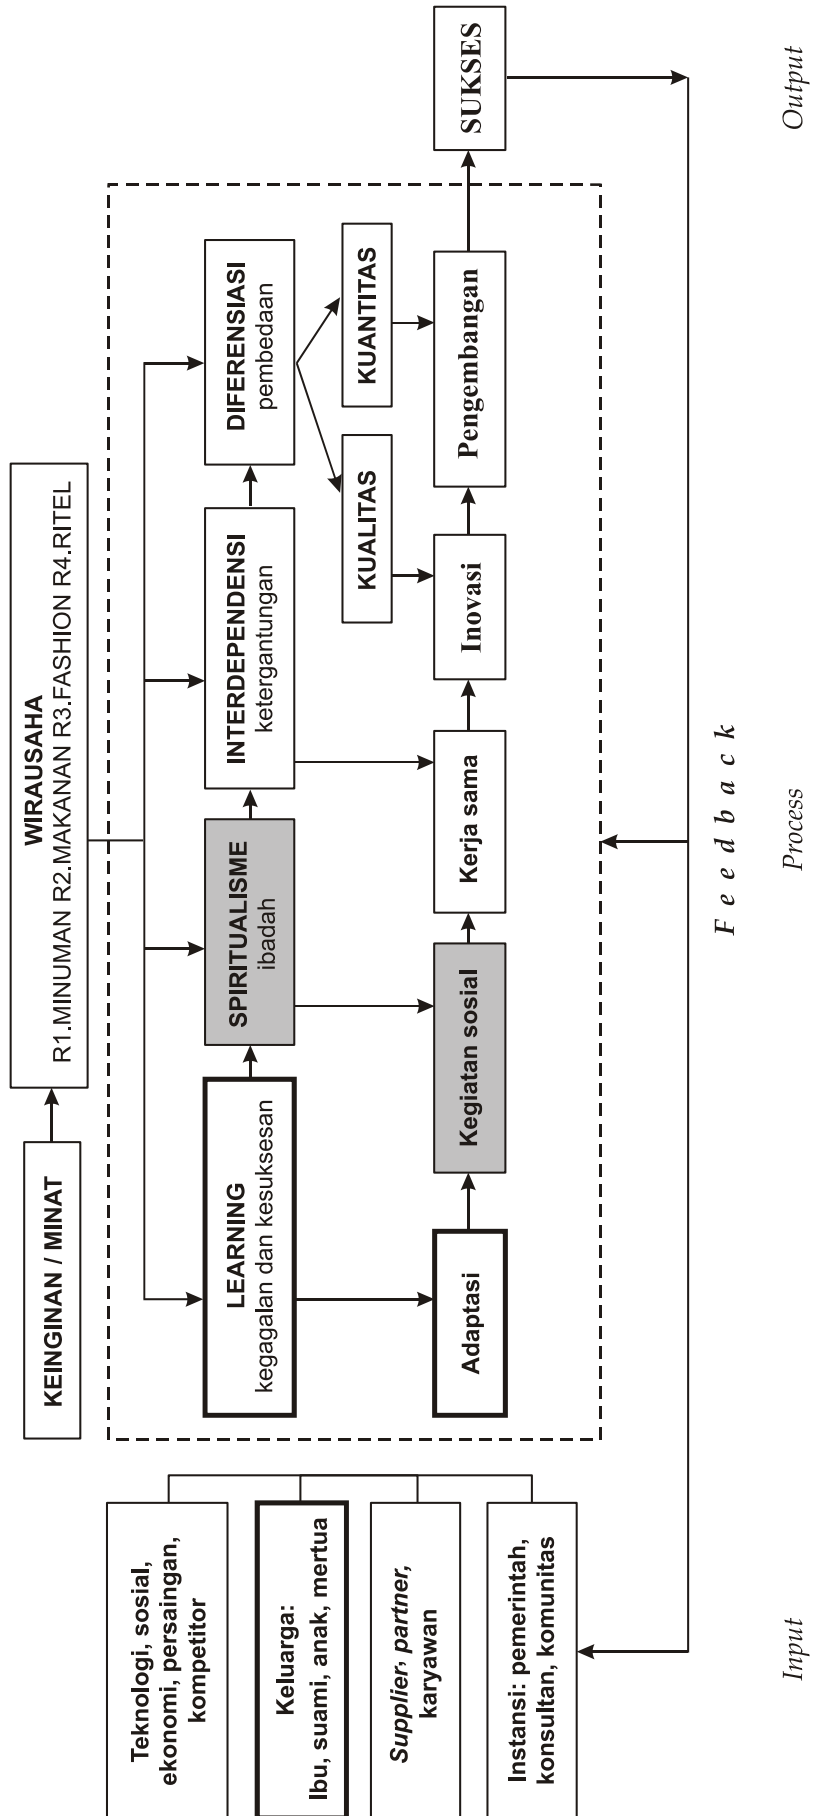 KEINGINAN / MINAT
WIRAUSAHA
R1.MINUMAN R2.MAKANAN R3.FASHION R4.RITEL
Teknologi, sosial,
ekonomi, persaingan,
kompetitor
Keluarga:
Ibu, suami, anak, mertua
Supplier, partner,
karyawan
Instansi: pemerintah,
konsultan, komunitas
LEARNING
kegagalan dan kesuksesan
SPIRITUALISME
ibadah
INTERDEPENDENSI
ketergantungan
DIFERENSIASI
pembedaan
KUALITAS
KUANTITAS
Adaptasi
Kegiatan sosial
Kerja sama
Inovasi
Pengembangan
SUKSES
Feedback
Input
Process
Output